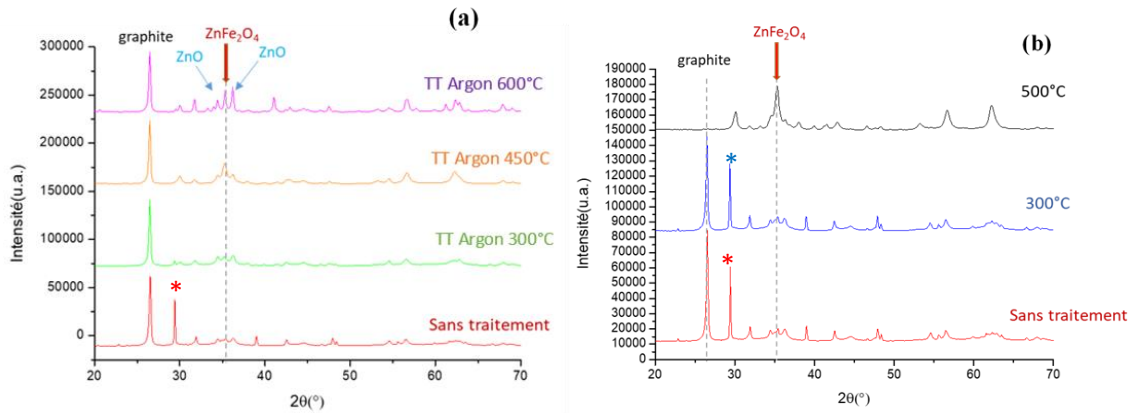 (a)
graphite
ZnFe₂O₄
ZnO
ZnO
300000
250000
200000
150000
100000
50000
0
Intensité(u.a.)
TT Argon 600°C
TT Argon 450°C
TT Argon 300°C
*
Sans traitement
20 30 40 50 60 70
2θ(°)
(b)
ZnFe₂O₄
graphite
190000
180000
170000
160000
150000
140000
130000
120000
110000
100000
90000
80000
70000
60000
50000
40000
30000
20000
10000
0
Intensité(u.a.)
500°C
*
300°C
*
Sans traitement
20 30 40 50 60 70
2θ(°)